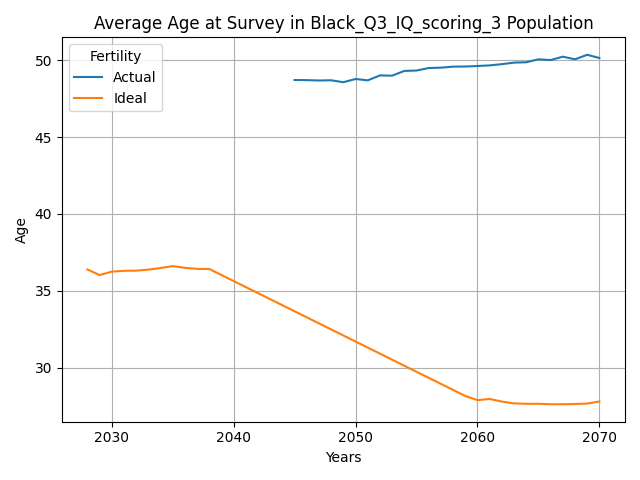 Average Age at Survey in Black_Q3_IQ_scoring_3 Population
Fertility
Actual
Ideal
50
45
40
35
30
Age
2030
2040
2050
2060
2070
Years